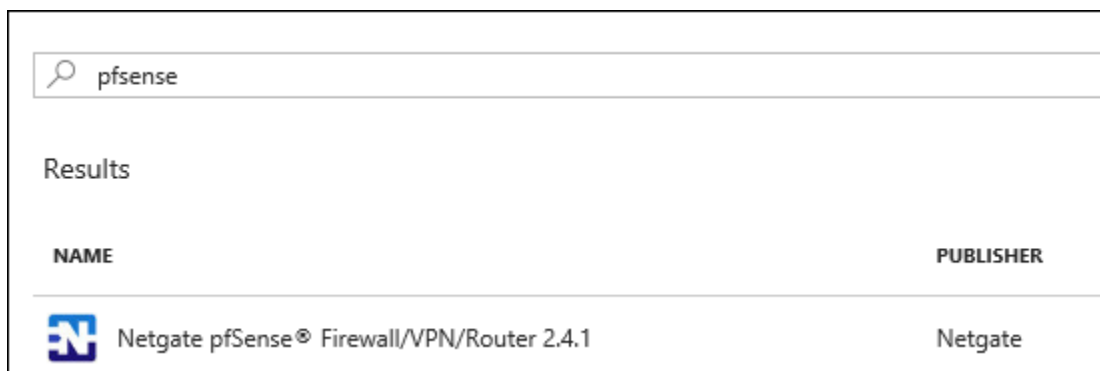 pfsense
Results
NAME PUBLISHER
Netgate pfSense® Firewall/VPN/Router 2.4.1 Netgate